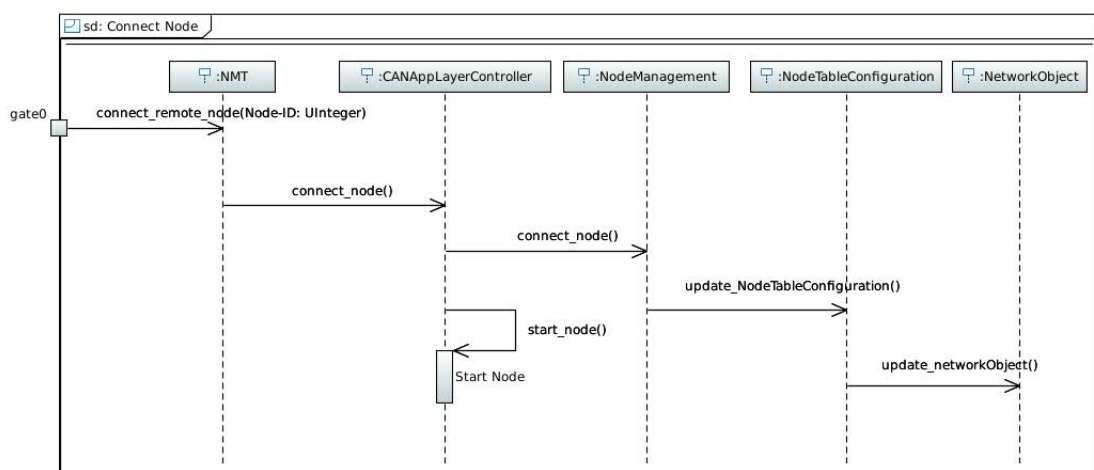 sd: Connect Node
:NMT
:CANAppLayerController
:NodeManagement
:NodeTableConfiguration
:NetworkObject
gate0
connect_remote_node(Node-ID: UInteger)
connect_node()
connect_node()
update_NodeTableConfiguration()
start_node()
update_networkObject()
Start Node